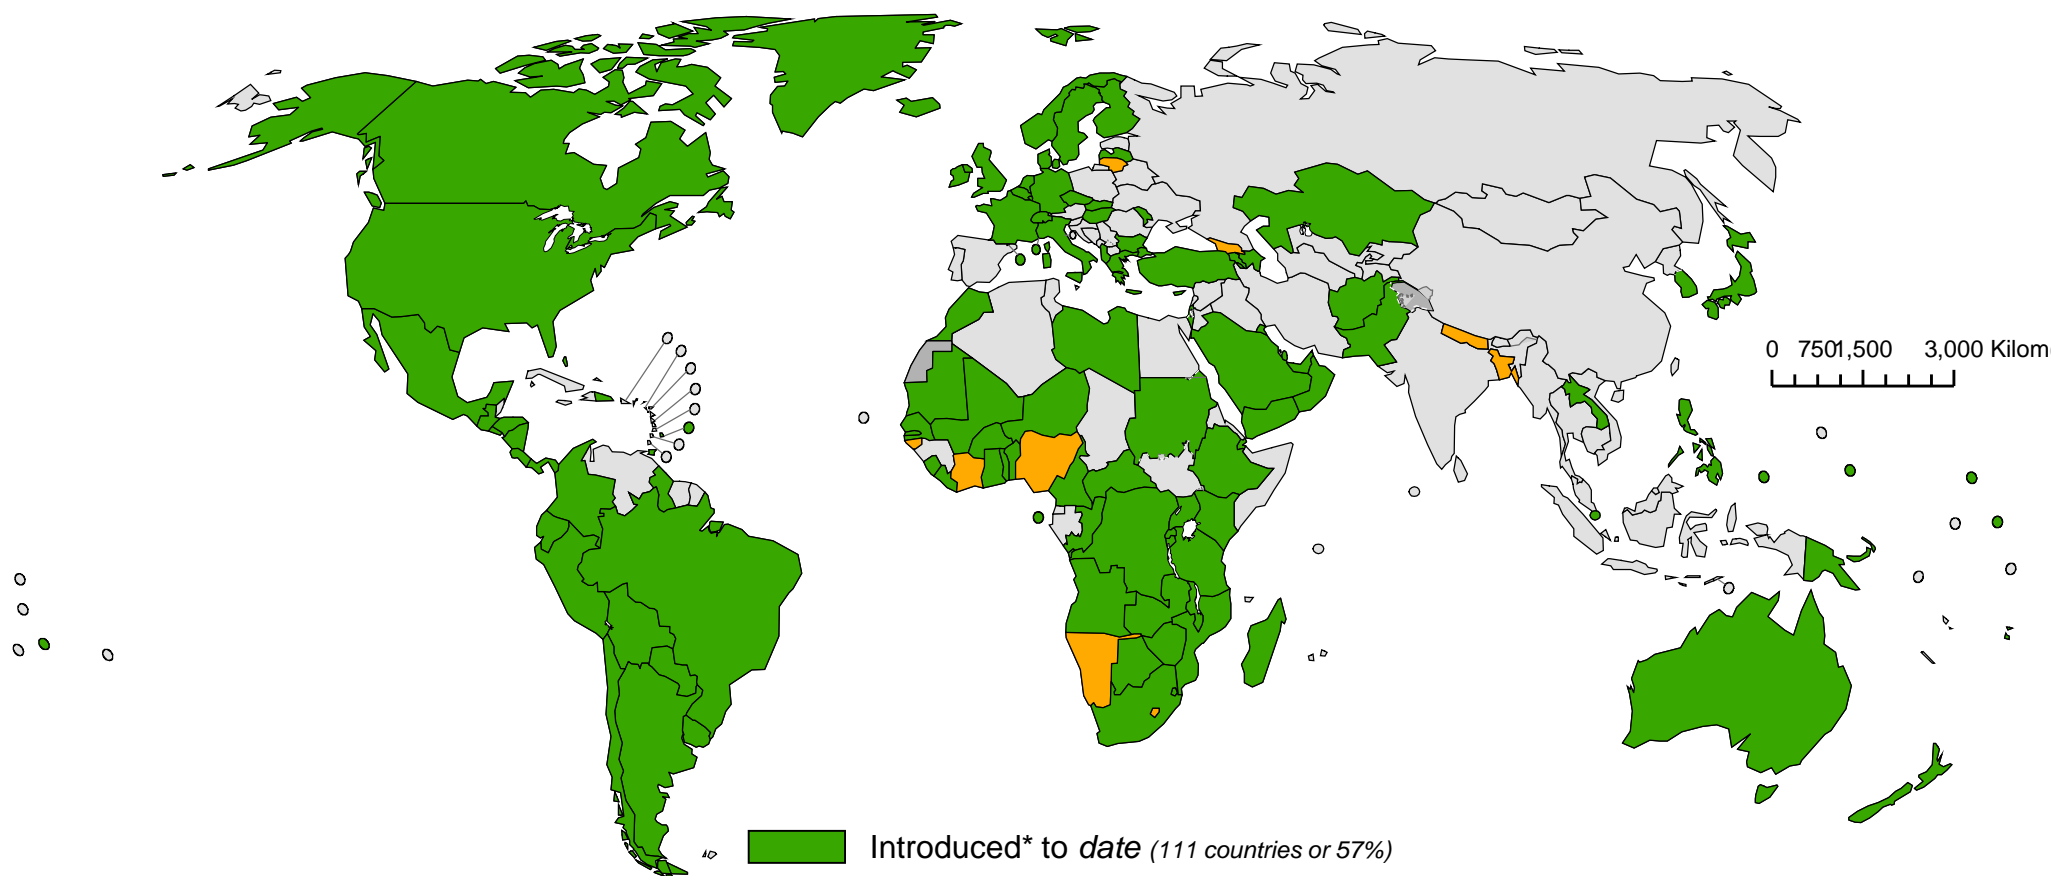 0 7501,500 3,000 Kilom
Introduced* to date (111 countries or 57%)